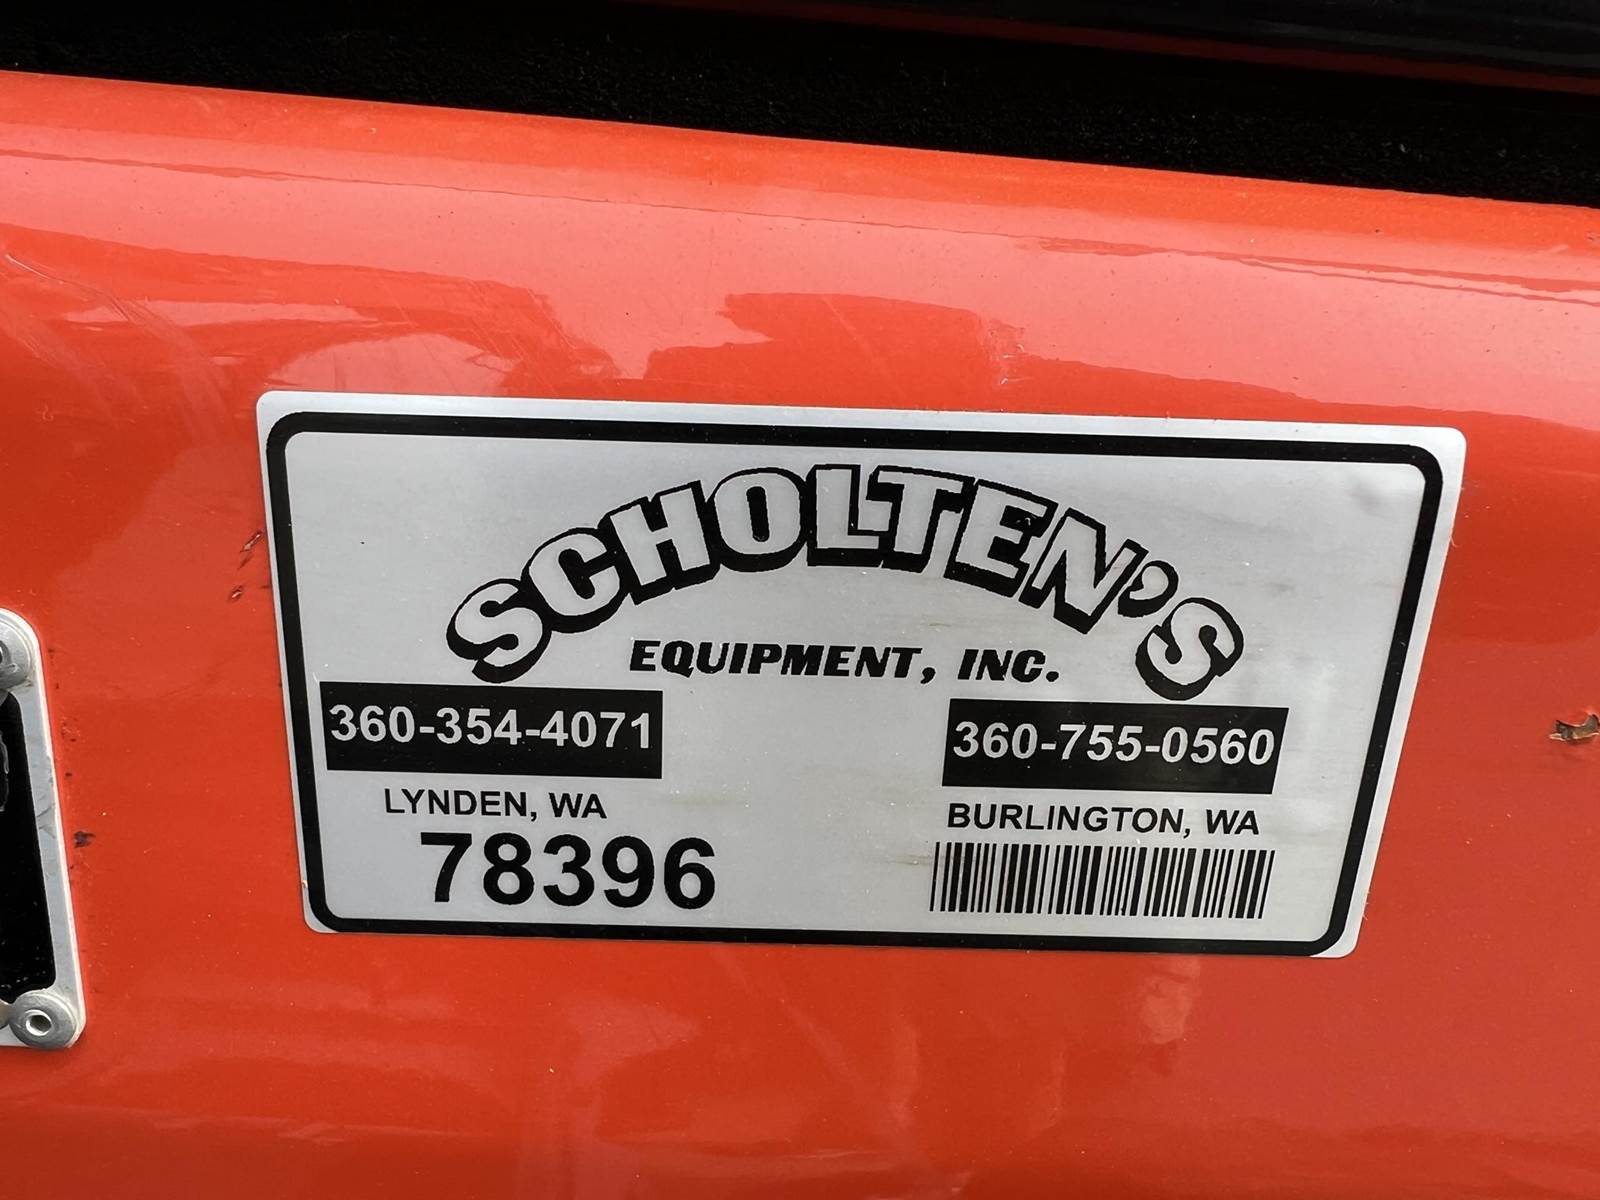 SCHOLTEN'S
EQUIPMENT, INC.
360-354-4071
LYNDEN, WA
78396
360-755-0560
BURLINGTON, WA